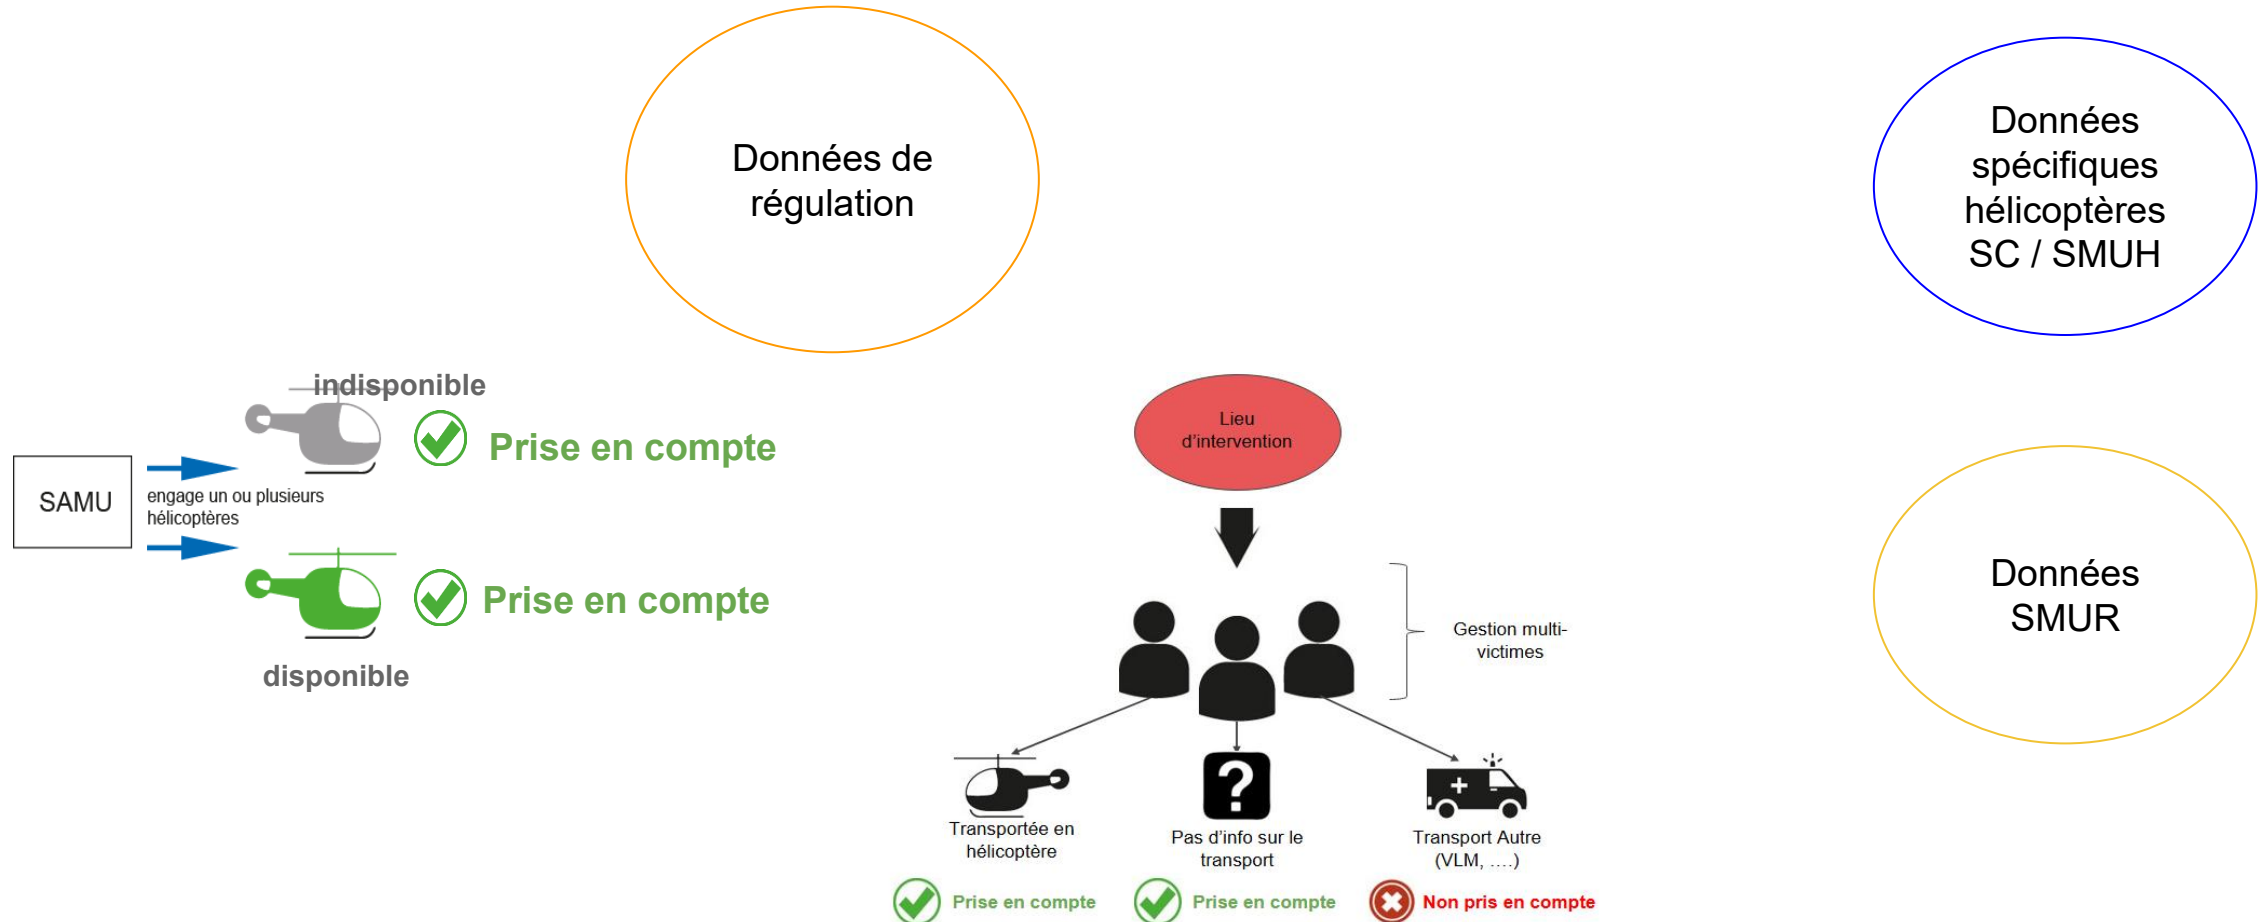 Données de
régulation
Données
spécifiques
hélicoptères
SC / SMUH
indisponible
Prise en compte
SAMU
engage un ou plusieurs
hélicoptères
Prise en compte
disponible
Lieu
d'intervention
Gestion multi-
victimes
Données
SMUR
?
Transportée en
hélicoptère
Pas d'info sur le
transport
Transport Autre
(VLM, ....)
Prise en compte
Prise en compte
Non pris en compte